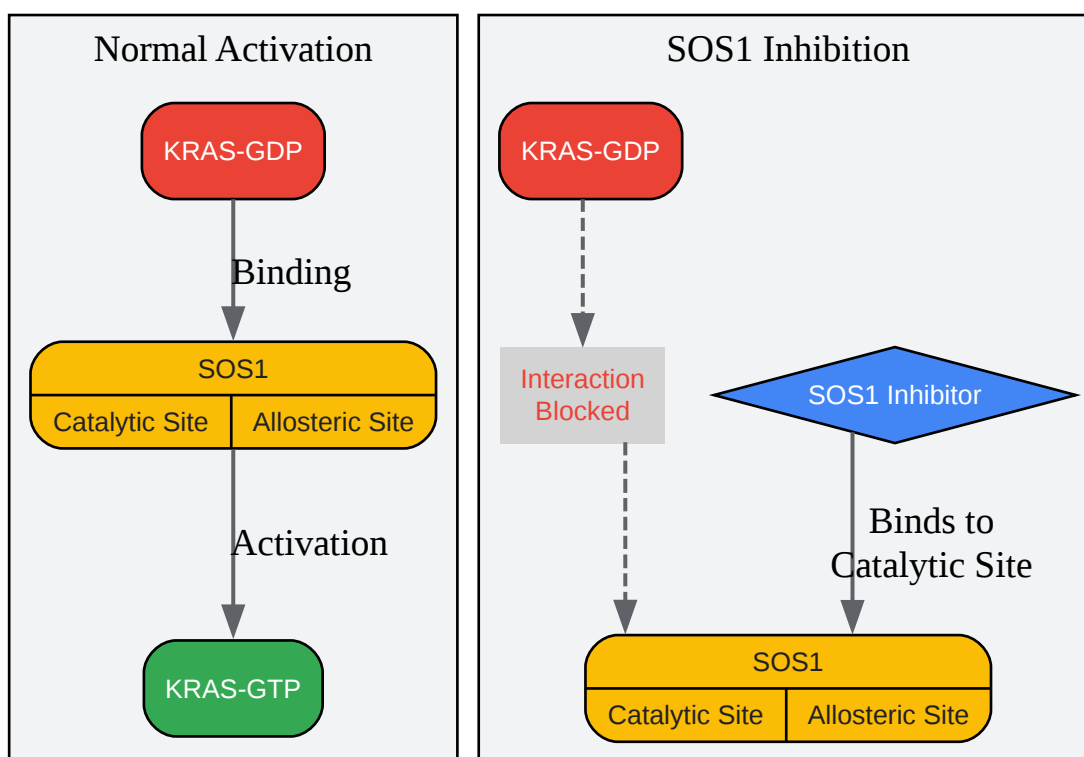 Normal Activation
KRAS-GDP
Binding
SOS1
Catalytic Site
Allosteric Site
Activation
KRAS-GTP
SOS1 Inhibition
KRAS-GDP
Interaction
Blocked
SOS1 Inhibitor
Binds to
Catalytic Site
SOS1
Catalytic Site
Allosteric Site